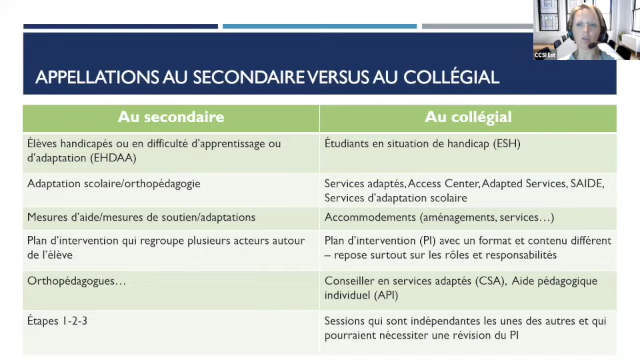 CCSI Est
APPELLATIONS AU SECONDAIRE VERSUS AU COLLÉGIAL
Au secondaire
Au collégial
Élèves handicapés ou en difficulté d'apprentissage ou
d'adaptation (EHDAA)
Étudiants en situation de handicap (ESH)
Adaptation scolaire/orthopédagogie
Services adaptés, Access Center, Adapted Services, SAIDE,
Services d'adaptation scolaire
Mesures d'aide/mesures de soutien/adaptations
Accommodements (aménagements, services…)
Plan d'intervention qui regroupe plusieurs acteurs autour
de l'élève
Plan d'intervention (PI) avec un format et contenu différent
– repose surtout sur les rôles et responsabilités
Orthopédagogues…
Conseiller en services adaptés (CSA), Aide pédagogique
individuel (API)
Étapes 1-2-3
Sessions qui sont indépendantes les unes des autres et qui
pourraient nécessiter une révision du PI